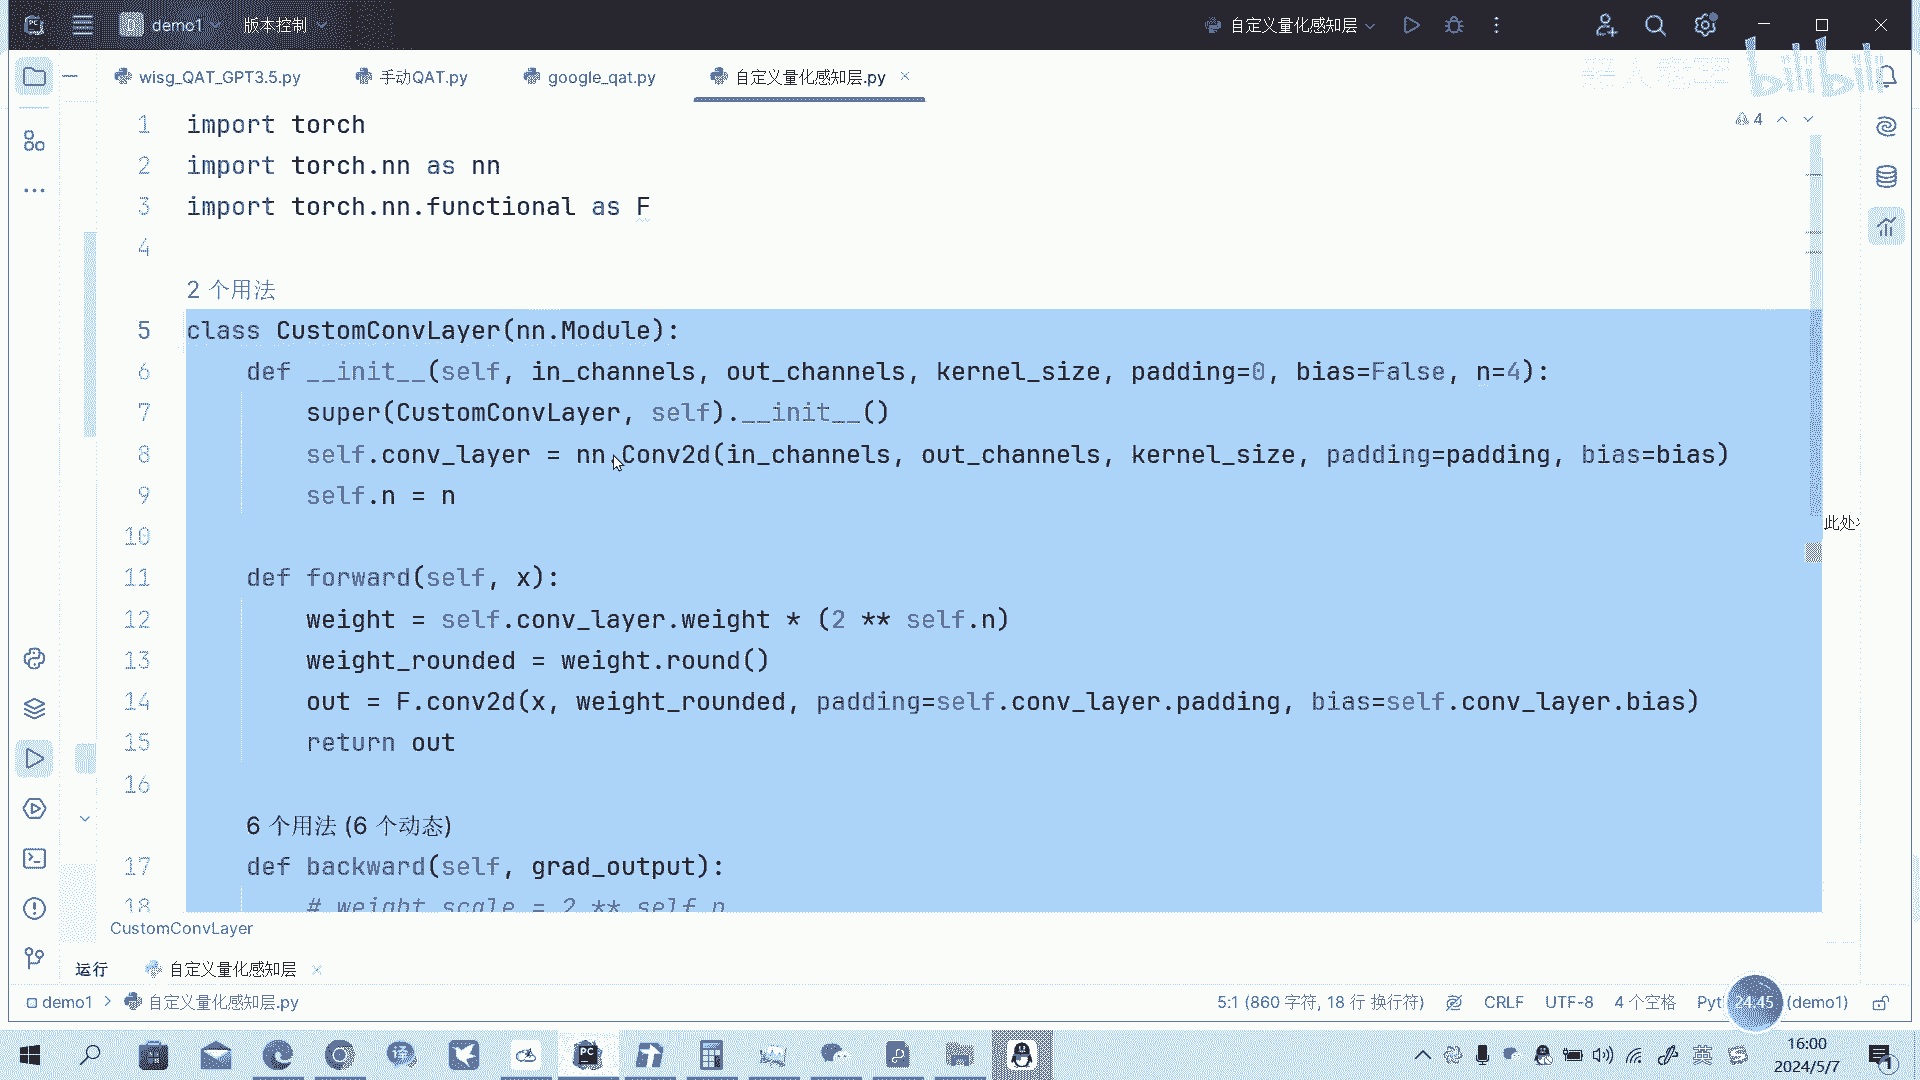 demo1
版本控制
自定义量化感知层
wisg_QAT_GPT3.5.py
手动QAT.py
google_qat.py
自定义量化感知层.py
bilibili
4
1 import torch
2 import torch.nn as nn
3 import torch.nn.functional as F
4
2 个用法
5 class CustomConvLayer(nn.Module):
6 def __init__(self, in_channels, out_channels, kernel_size, padding=0, bias=False, n=4):
7 super(CustomConvLayer, self).__init__()
8 self.conv_layer = nn.Conv2d(in_channels, out_channels, kernel_size, padding=padding, bias=bias)
9 self.n = n
10
此处
11 def forward(self, x):
12 weight = self.conv_layer.weight * (2 ** self.n)
13 weight_rounded = weight.round()
14 out = F.conv2d(x, weight_rounded, padding=self.conv_layer.padding, bias=self.conv_layer.bias)
15 return out
16
6 个用法 (6 个动态)
17 def backward(self, grad_output):
18 # weight_scale = 2 ** self.n
CustomConvLayer
运行
自定义量化感知层
demo1 > 自定义量化感知层.py
5:1 (860 字符, 18 行 换行符)
CRLF
UTF-8
4 个空格
Pyt
24:45
(demo1)
英
16:00
2024/5/7
1